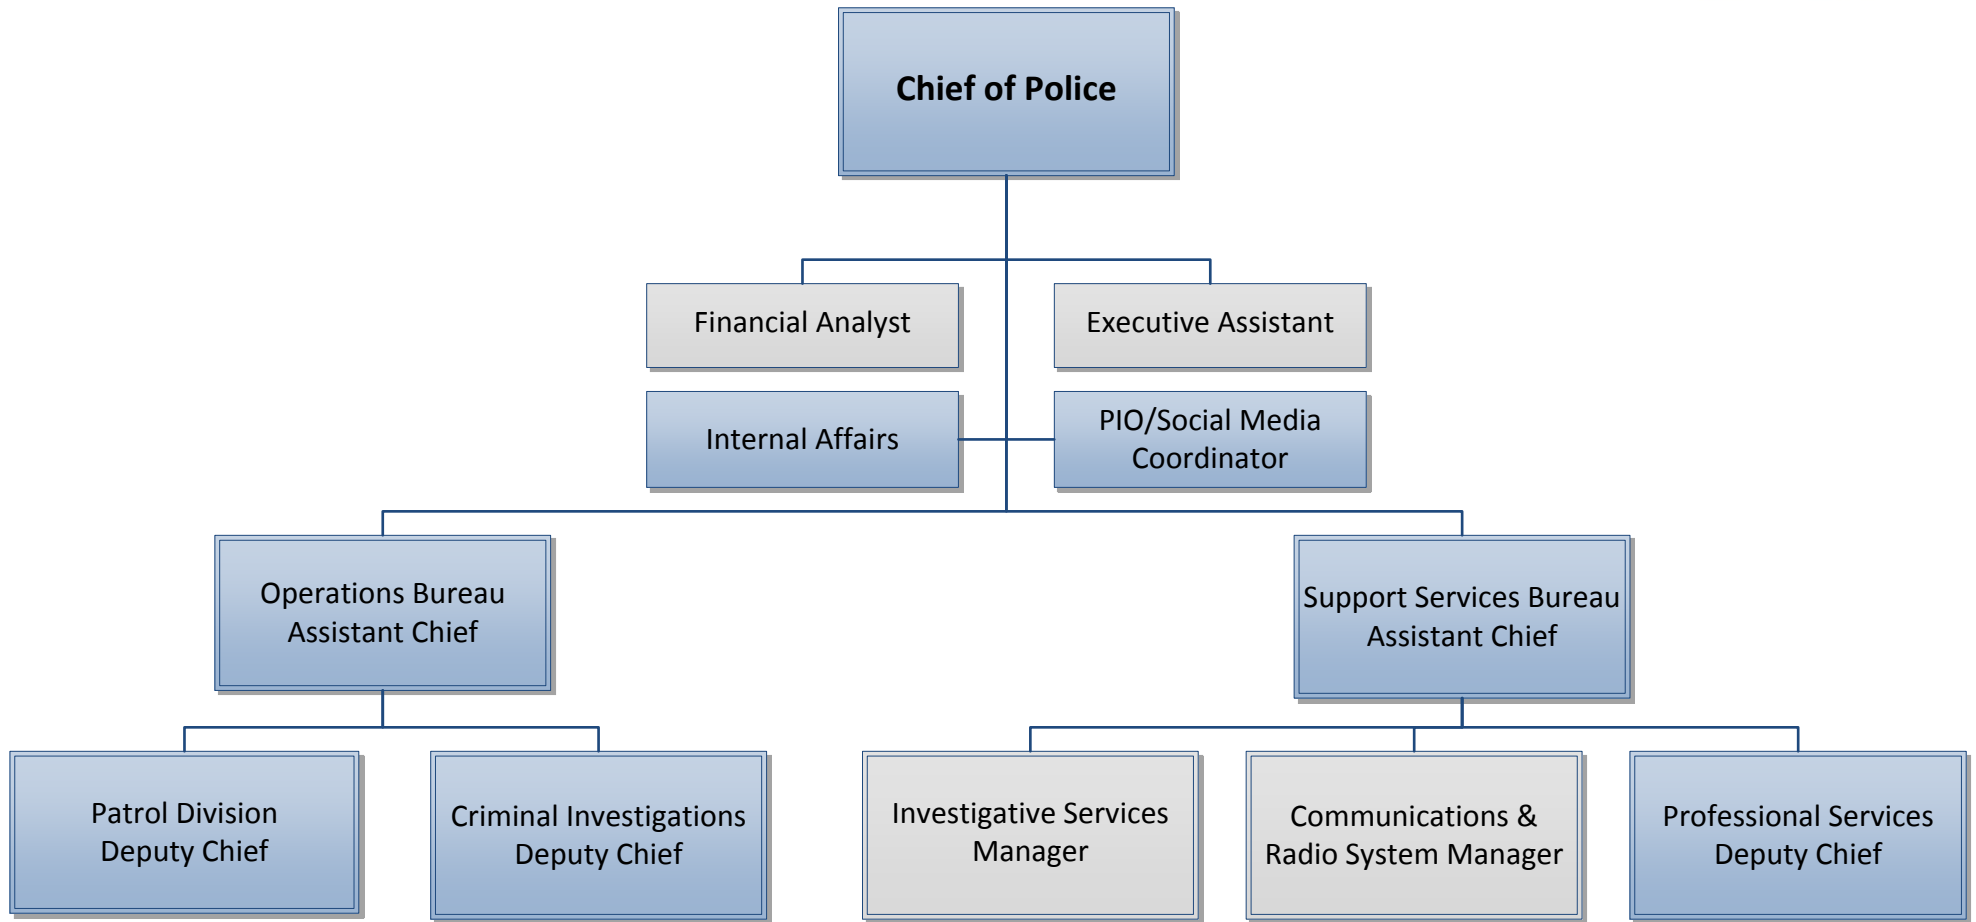 Chief of Police
Financial Analyst
Executive Assistant
Internal Affairs
PIO/Social Media
Coordinator
Operations Bureau
Assistant Chief
Support Services Bureau
Assistant Chief
Patrol Division
Deputy Chief
Criminal Investigations
Deputy Chief
Investigative Services
Manager
Communications &
Radio System Manager
Professional Services
Deputy Chief